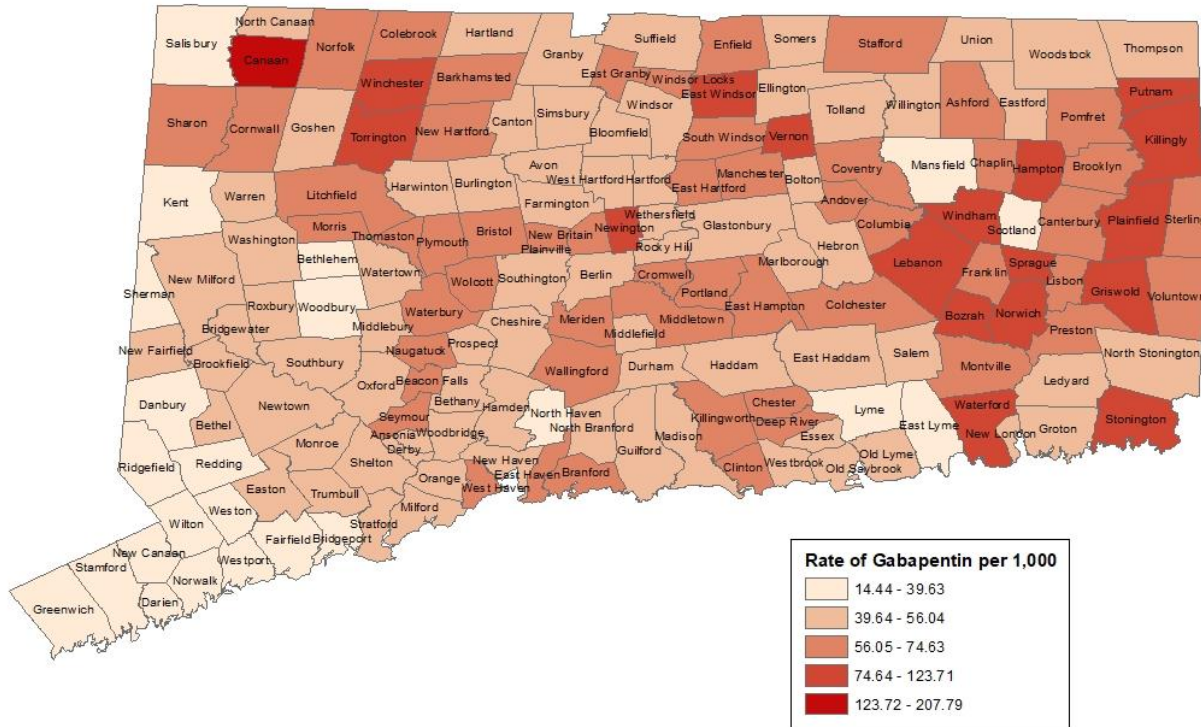 North Canaan
Salisbury
Canaan
Norfolk
Colebrook
Hartland
Granby
Suffield
Enfield
Somers
Stafford
Union
Woodstock
Thompson
Winchester
Barkhamsted
East Granby
Windsor Locks
East Windsor
Ellington
Windsor
Tolland
Willington
Ashford
Eastford
Putnam
Pomfret
Killingly
Sharon
Cornwall
Goshen
Torrington
New Hartford
Canton
Simsbury
Bloomfield
South Windsor
Vernon
Mansfield
Chaplin
Hampton
Brooklyn
Avon
West Hartford
Hartford
East Hartford
Manchester
Bolton
Coventry
Andover
Kent
Warren
Litchfield
Harwinton
Burlington
Farmington
Wethersfield
Newington
Rocky Hill
Glastonbury
Hebron
Columbia
Windham
Scotland
Canterbury
Plainfield
Sterling
Morris
Thomaston
Plymouth
Bristol
New Britain
Plainville
Washington
Bethlehem
Watertown
Wolcott
Southington
Berlin
Cromwell
Portland
Marlborough
Lebanon
Franklin
Sprague
Lisbon
Griswold
Voluntown
New Milford
Sherman
Roxbury
Woodbury
Middlebury
Waterbury
Cheshire
Meriden
Middletown
Middlefield
East Hampton
Colchester
Bozrah
Norwich
Preston
North Stonington
Bridgewater
New Fairfield
Brookfield
Southbury
Naugatuck
Prospect
Wallingford
Durham
Haddam
East Haddam
Salem
Montville
Ledyard
Danbury
Bethel
Newtown
Oxford
Beacon Falls
Bethany
Hamden
North Haven
North Branford
Guilford
Madison
Killingworth
Chester
Deep River
Essex
Lyme
East Lyme
Waterford
New London
Groton
Stonington
Seymour
Ansonia
Derby
Woodbridge
Ridgefield
Redding
Monroe
Shelton
Orange
New Haven
West Haven
East Haven
Branford
Clinton
Westbrook
Old Saybrook
Old Lyme
Easton
Trumbull
Milford
Stratford
Wilton
Weston
Fairfield
Bridgeport
New Canaan
Stamford
Norwalk
Westport
Greenwich
Darien
Rate of Gabapentin per 1,000
14.44 - 39.63
39.64 - 56.04
56.05 - 74.63
74.64 - 123.71
123.72 - 207.79